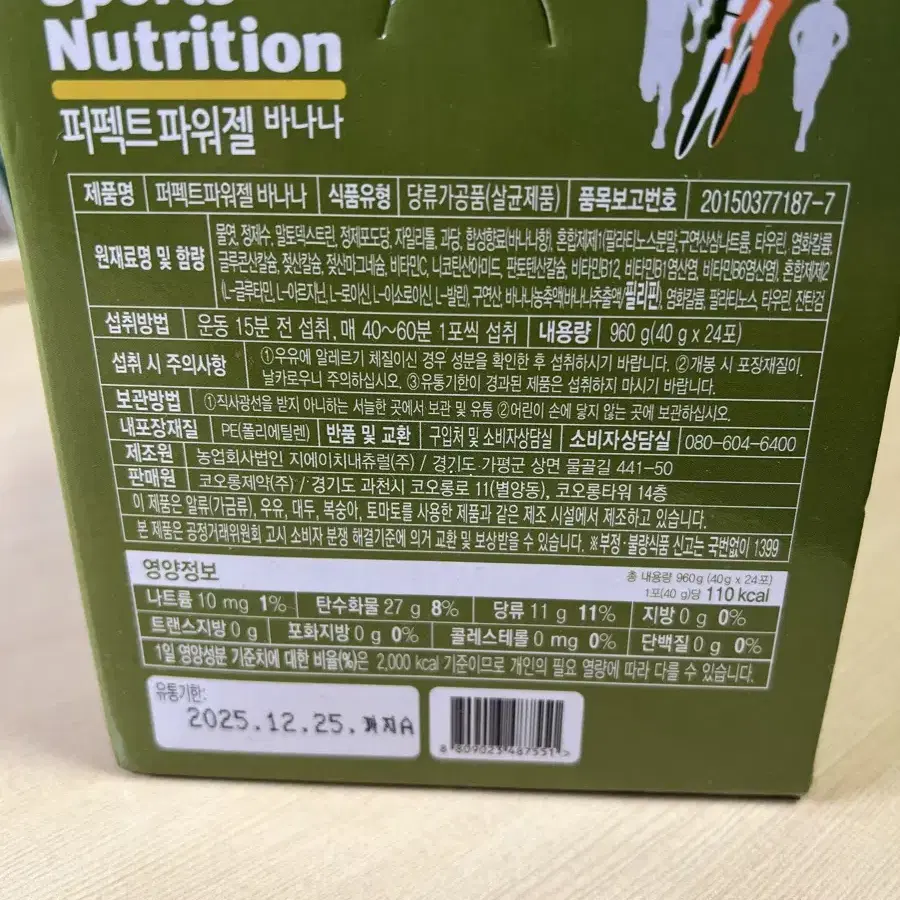 Sports
Nutrition
퍼펙트파워젤 바나나
제품명 퍼펙트파워젤 바나나 식품유형 당류가공품(살균제품) 품목보고번호 20150377187-7
원재료명 및 함량 물엿, 정제수, 말토덱스트린, 정제포도당, 자일리톨, 과당, 합성향료(바나나향), 혼합제제1(팔라티노스분말,구연산삼나트륨, 타우린, 염화칼륨,
글루콘산칼슘, 젖산칼슘, 젖산마그네슘, 비타민C, 니코틴산아미드, 판토텐산칼슘, 비타민B12, 비타민B1염산염, 비타민B6염산염), 혼합제제2
(L-글루타민, L-아르지닌, L-로이신 L-이소로이신 L-발린), 구연산, 바나나농축액(바나나추출액/필리핀), 염화칼륨, 팔라티노스, 타우린, 잔탄검
섭취방법 운동 15분 전 섭취, 매 40~60분 1포씩 섭취 내용량 960 g(40 g x 24포)
섭취 시 주의사항 ①우유에 알레르기 체질이신 경우 성분을 확인한 후 섭취하시기 바랍니다. ②개봉 시 포장재질이
날카로우니 주의하십시오. ③유통기한이 경과된 제품은 섭취하지 마시기 바랍니다.
보관방법 ①직사광선을 받지 아니하는 서늘한 곳에서 보관 및 유통 ②어린이 손에 닿지 않는 곳에 보관하십시오.
내포장재질 PE(폴리에틸렌) 반품 및 교환 구입처 및 소비자상담실 소비자상담실 080-604-6400
제조원 농업회사법인 지에이치내츄럴(주) / 경기도 가평군 상면 물골길 441-50
판매원 코오롱제약(주) / 경기도 과천시 코오롱로 11(별양동), 코오롱타워 14층
이 제품은 알류(가금류), 우유, 대두, 복숭아, 토마토를 사용한 제품과 같은 제조 시설에서 제조하고 있습니다.
본 제품은 공정거래위원회 고시 소비자 분쟁 해결기준에 의거 교환 및 보상받을 수 있습니다. ※부정·불량식품 신고는 국번없이 1399
영양정보 총 내용량 960g (40g x 24포)
1포(40 g)당 110 kcal
나트륨 10 mg 1% 탄수화물 27 g 8% 당류 11 g 11% 지방 0 g 0%
트랜스지방 0 g 포화지방 0 g 0% 콜레스테롤 0 mg 0% 단백질 0 g 0%
1일 영양성분 기준치에 대한 비율(%)은 2,000 kcal 기준이므로 개인의 필요 열량에 따라 다를 수 있습니다.
유통기한:
2025.12.25.까지A
8 809823 487551 >